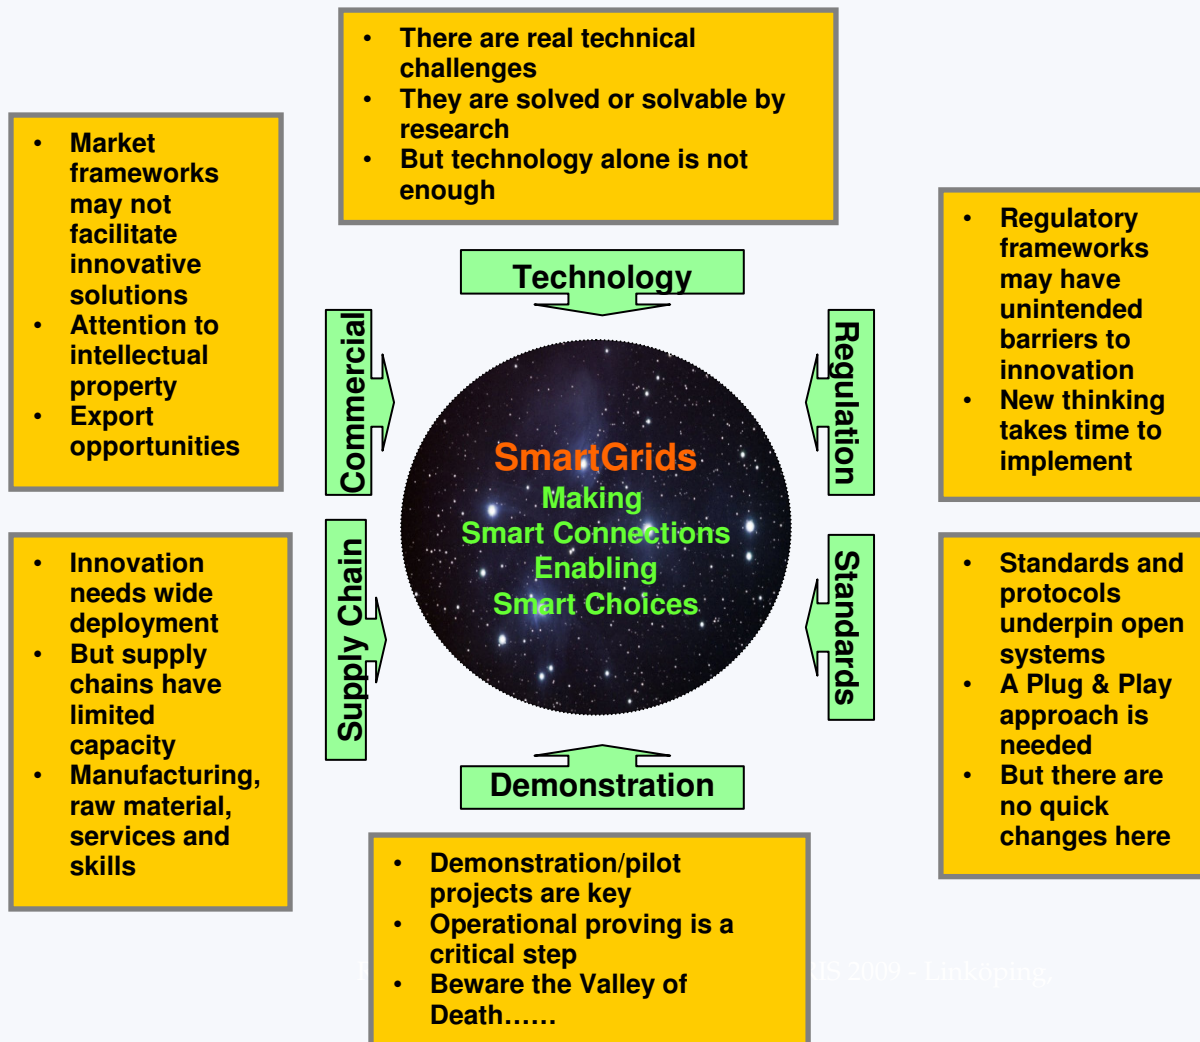 • There are real technical
challenges
• They are solved or solvable by
research
• But technology alone is not
enough
• Market
frameworks
may not
facilitate
innovative
solutions
• Attention to
intellectual
property
• Export
opportunities
• Regulatory
frameworks
may have
unintended
barriers to
innovation
• New thinking
takes time to
implement
Technology
Commercial
Regulation
SmartGrids
Making
Smart Connections
Enabling
Smart Choices
Supply Chain
Standards
Demonstration
• Innovation
needs wide
deployment
• But supply
chains have
limited
capacity
• Manufacturing,
raw material,
services and
skills
• Standards and
protocols
underpin open
systems
• A Plug & Play
approach is
needed
• But there are
no quick
changes here
• Demonstration/pilot
projects are key
• Operational proving is a
critical step
• Beware the Valley of
Death……
2009 - Linköping,